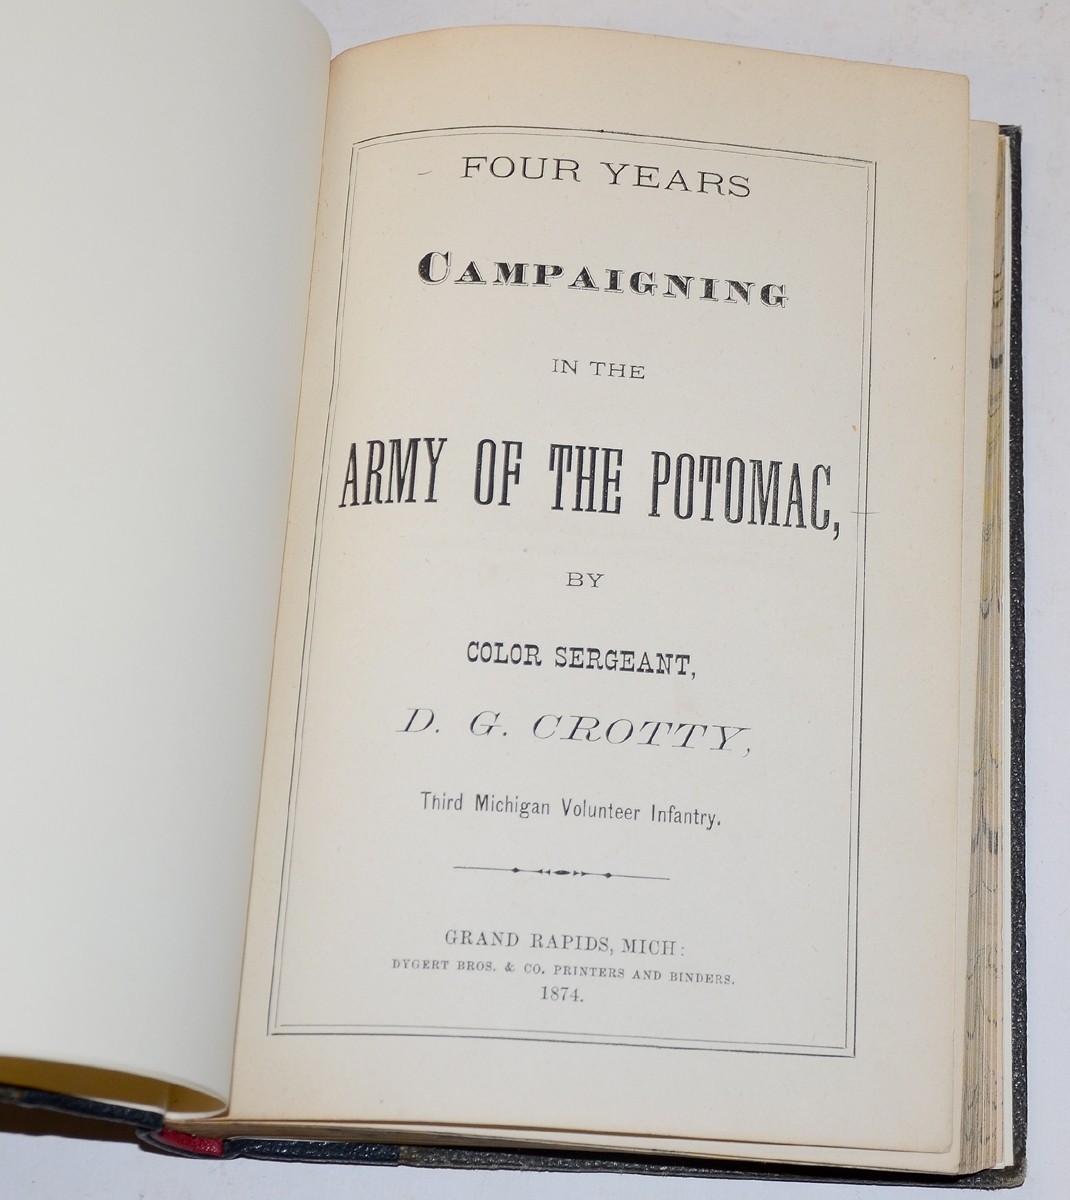 FOUR YEARS
CAMPAIGNING
IN THE
ARMY OF THE POTOMAC,
BY
COLOR SERGEANT,
D. G. CROTTY,
Third Michigan Volunteer Infantry.
GRAND RAPIDS, MICH:
DYGERT BROS. & CO. PRINTERS AND BINDERS.
1874.